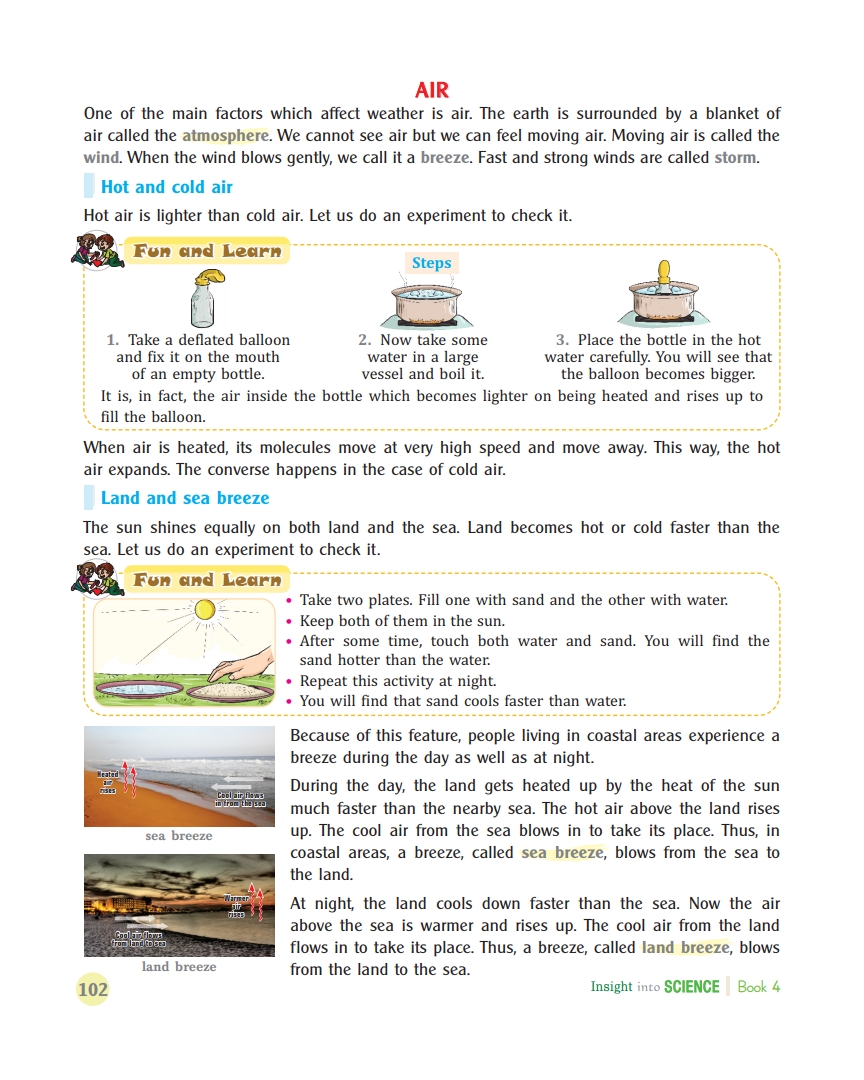 AIR
One of the main factors which affect weather is air. The earth is surrounded by a blanket of
air called the atmosphere. We cannot see air but we can feel moving air. Moving air is called the
wind. When the wind blows gently, we call it a breeze. Fast and strong winds are called storm.
Hot and cold air
Hot air is lighter than cold air. Let us do an experiment to check it.
Fun and Learn
Steps
1. Take a deflated balloon
and fix it on the mouth
of an empty bottle.
2. Now take some
water in a large
vessel and boil it.
3. Place the bottle in the hot
water carefully. You will see that
the balloon becomes bigger.
It is, in fact, the air inside the bottle which becomes lighter on being heated and rises up to
fill the balloon.
When air is heated, its molecules move at very high speed and move away. This way, the hot
air expands. The converse happens in the case of cold air.
Land and sea breeze
The sun shines equally on both land and the sea. Land becomes hot or cold faster than the
sea. Let us do an experiment to check it.
Fun and Learn
• Take two plates. Fill one with sand and the other with water.
• Keep both of them in the sun.
• After some time, touch both water and sand. You will find the
sand hotter than the water.
• Repeat this activity at night.
• You will find that sand cools faster than water.
Heated
air
rises
Cool air flows
in from the sea
sea breeze
Warmer
air
rises
Cool air flows
from land to sea
land breeze
Because of this feature, people living in coastal areas experience a
breeze during the day as well as at night.
During the day, the land gets heated up by the heat of the sun
much faster than the nearby sea. The hot air above the land rises
up. The cool air from the sea blows in to take its place. Thus, in
coastal areas, a breeze, called sea breeze, blows from the sea to
the land.
At night, the land cools down faster than the sea. Now the air
above the sea is warmer and rises up. The cool air from the land
flows in to take its place. Thus, a breeze, called land breeze, blows
from the land to the sea.
102
Insight into SCIENCE Book 4